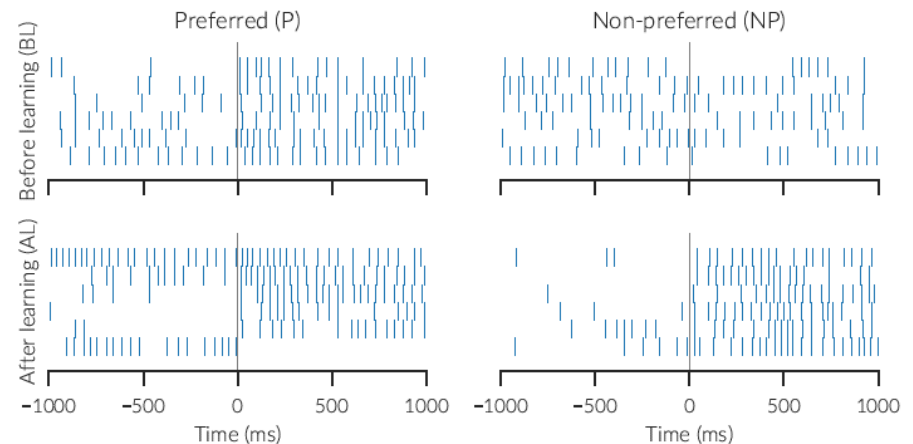 Preferred (P)
Non-preferred (NP)
Before learning (BL)
After learning (AL)
−1000 −500 0 500 1000
−1000 −500 0 500 1000
Time (ms)
Time (ms)